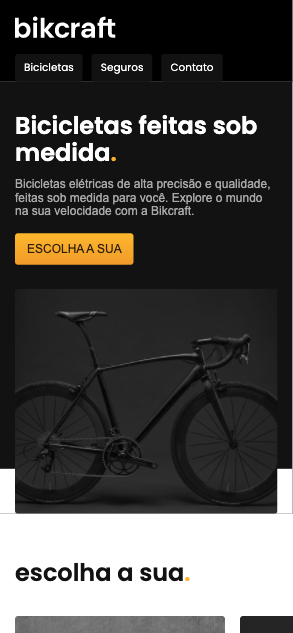 bikcraft
Bicicletas Seguros Contato
Bicicletas feitas sob
medida.
Bicicletas elétricas de alta precisão e qualidade,
feitas sob medida para você. Explore o mundo
na sua velocidade com a Bikcraft.
ESCOLHA A SUA
escolha a sua.